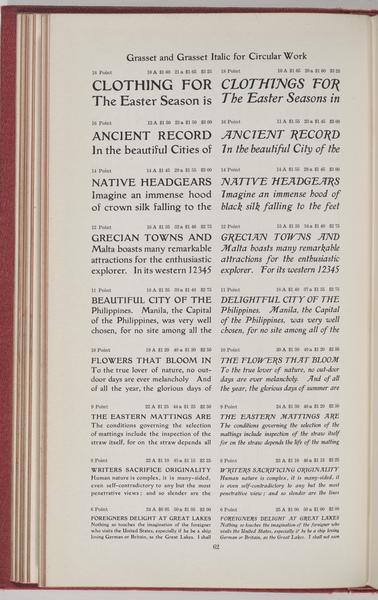 Grasset and Grasset Italic for Circular Work
18 Point
CLOTHING FOR
The Easter Season is
16 Point
ANCIENT RECORD
In the beautiful Cities of
14 Point
NATIVE HEADGEARS
Imagine an immense hood
of crown silk falling to the
12 Point
GRECIAN TOWNS AND
Malta boasts many remarkable
attractions for the enthusiastic
explorer. In its western 12345
11 Point
BEAUTIFUL CITY OF THE
Philippines. Manila, the Capital
of the Philippines, was very well
chosen, for no site among all the
10 Point
FLOWERS THAT BLOOM IN
To the true lover of nature, no out-
door days are ever melancholy And
of all the year, the glorious days of
9 Point
THE EASTERN MATTINGS ARE
The conditions governing the selection
of mattings include the inspection of the
straw itself, for on the straw depends all
8 Point
WRITERS SACRIFICE ORIGINALITY
Human nature is complex, it is many-sided,
even self-contradictory to any but the most
penetrative views; and so slender are the
6 Point
FOREIGNERS DELIGHT AT GREAT LAKES
Nothing so touches the imagination of the foreigner
who visits the United States, especially if he be a ship
loving German or Britain, as the Great Lakes. I shall
18 Point
CLOTHINGS FOR
The Easter Seasons in
16 Point
ANCIENT RECORD
In the beautiful City of the
14 Point
NATIVE HEADGEARS
Imagine an immense hood of
black silk falling to the feet
12 Point
GRECIAN TOWNS AND
Malta boasts many remarkable
attractions for the enthusiastic
explorer. For its western 12345
11 Point
DELIGHTFUL CITY OF THE
Philippines. Manila, the Capital
of the Philippines, was very well
chosen, for no site among all of the
10 Point
THE FLOWERS THAT BLOOM
To the true lover of nature, no outdoor
days are ever melancholy. And of all
the year, the glorious days of summer are
9 Point
THE EASTERN MATTINGS ARE
The conditions governing the selection of the
mattings include inspection of the straw itself
for on the straw depends the life of the matting
8 Point
WRITERS SACRIFICING ORIGINALITY
Human nature is complex, it is many-sided, it
is even self-contradictory to any but the most
penetrative view; and so slender are the lines
6 Point
FOREIGNERS DELIGHT AT GREAT LAKES
Nothing so touches the imagination of the foreigner who
visits the United States, especially if he be a ship loving
German or Britain, as the Great Lakes. I shall not soon
62